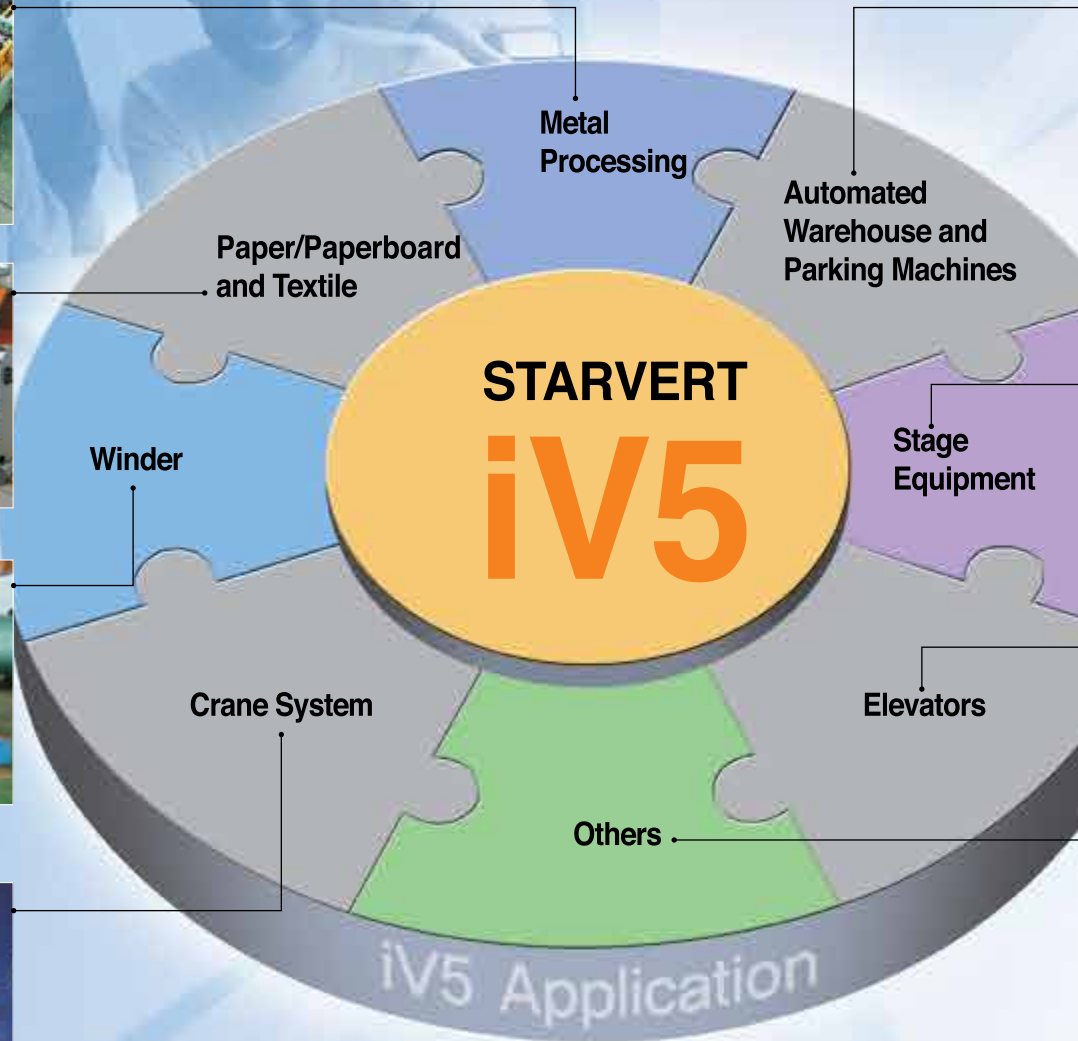 Metal
Processing
Automated
Warehouse and
Parking Machines
Paper/Paperboard
and Textile
STARVERT
iV5
Stage
Equipment
Winder
Crane System
Elevators
Others
iV5 Application